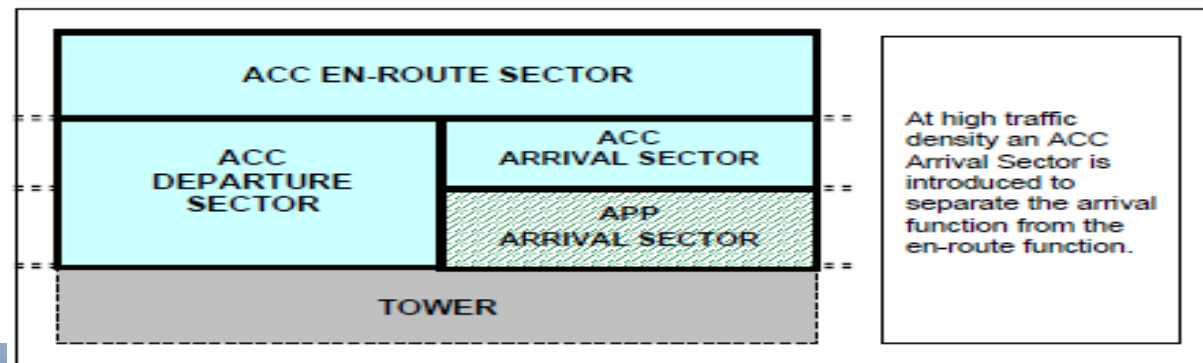 ACC EN-ROUTE SECTOR
ACC
DEPARTURE
SECTOR
ACC
ARRIVAL SECTOR
APP
ARRIVAL SECTOR
TOWER
At high traffic
density an ACC
Arrival Sector is
introduced to
separate the arrival
function from the
en-route function.